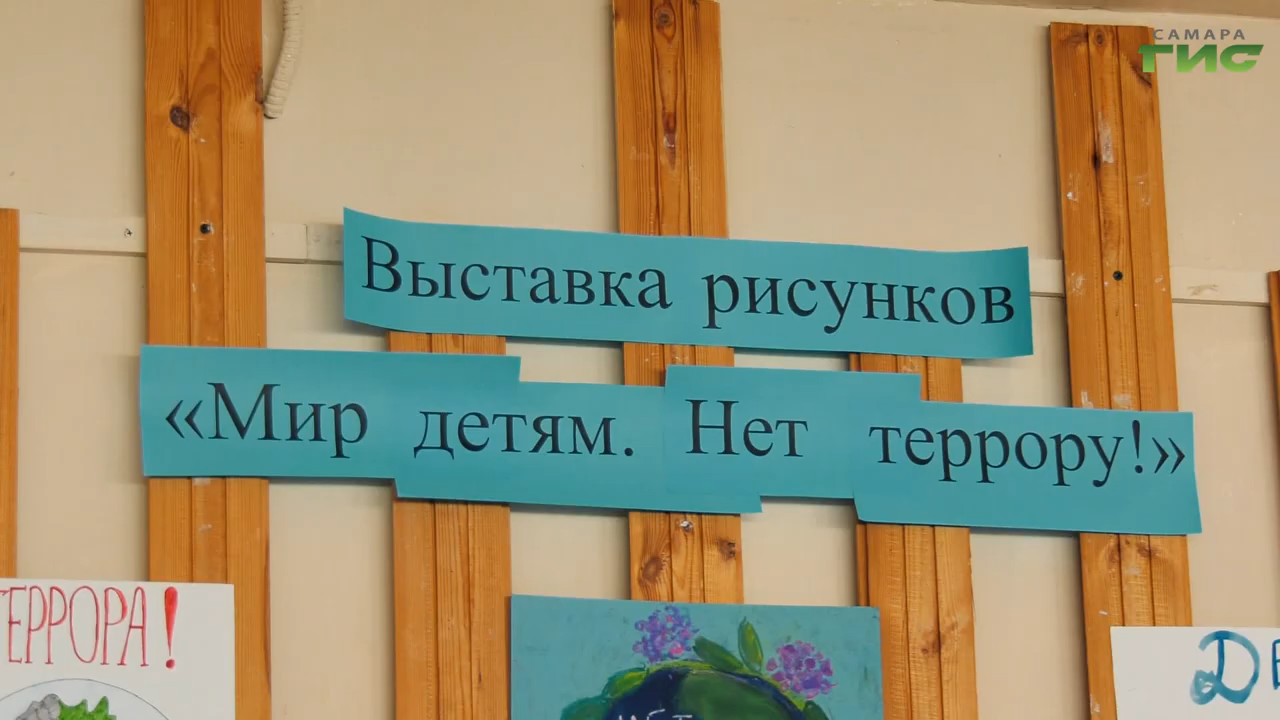 САМАРА
ГИС
Выставка рисунков
«Мир детям. Нет террору!»
ТЕРРОРА!